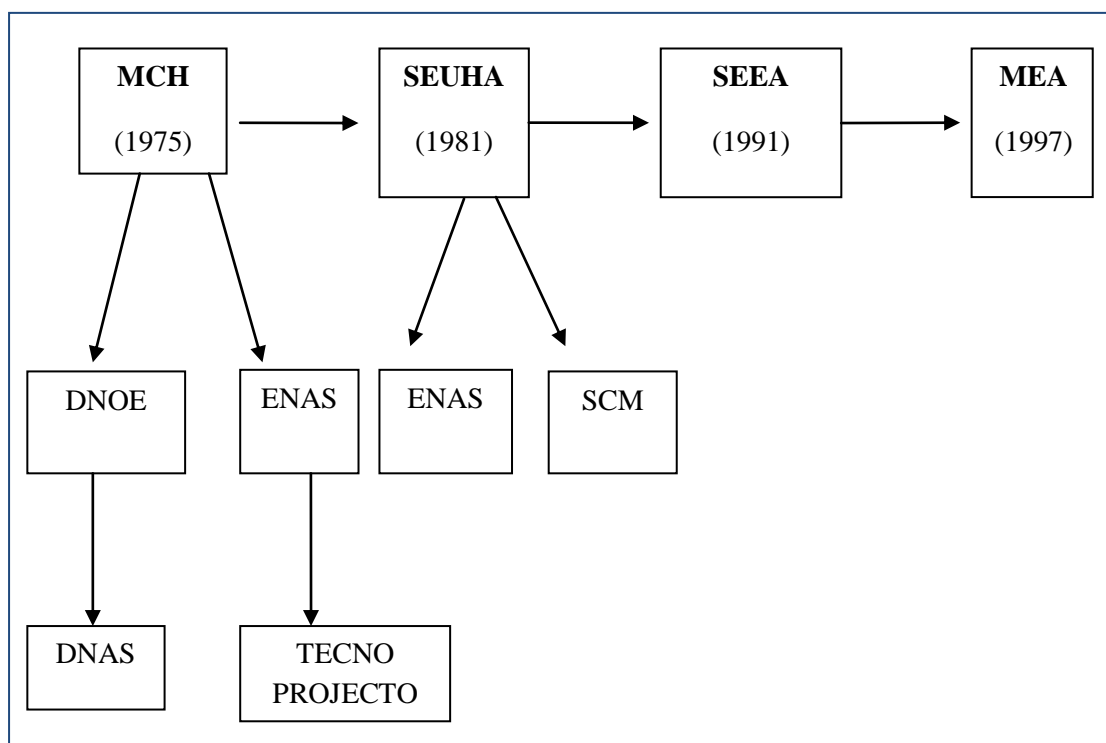 MCH
(1975)
SEUHA
(1981)
SEEA
(1991)
MEA
(1997)
DNOE
ENAS
ENAS
SCM
DNAS
TECNO
PROJECTO